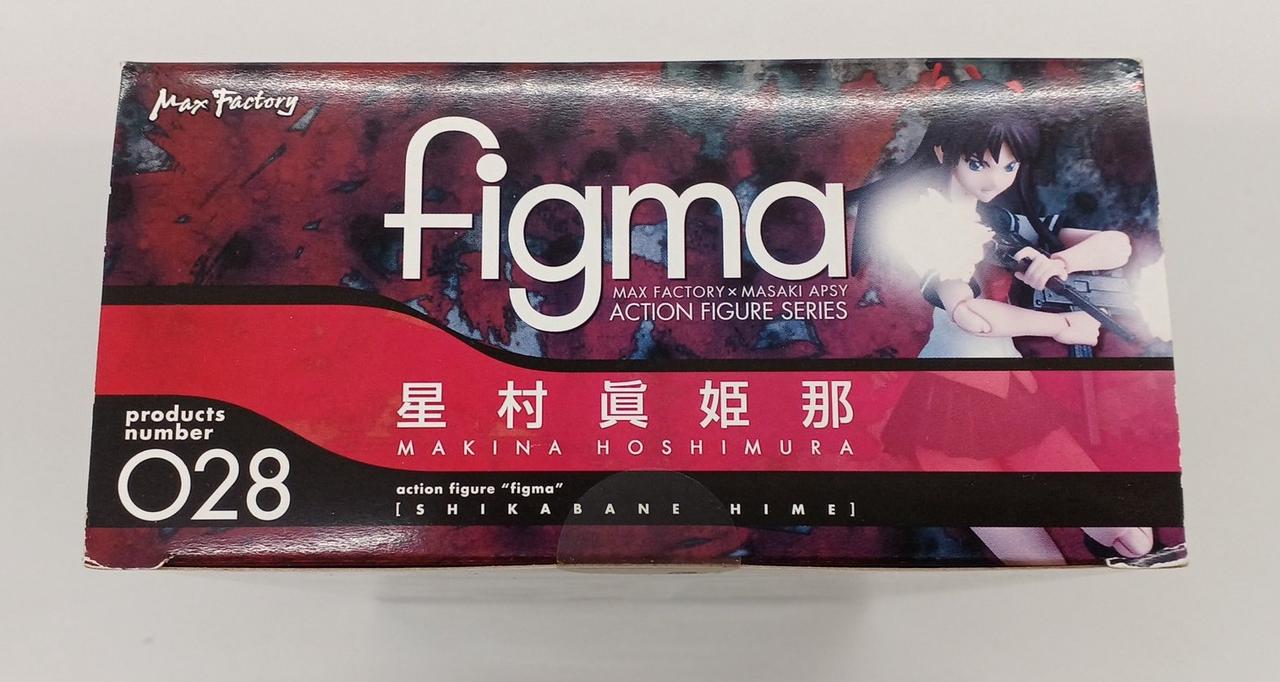 Max Factory
figma
MAX FACTORY × MASAKI APSY
ACTION FIGURE SERIES
星村眞姫那
MAKINA HOSHIMURA
products
number
028
action figure "figma"
[SHIKABANE HIME]